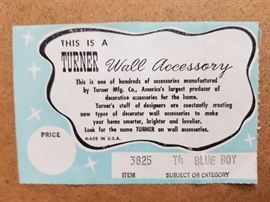 THIS IS A
TURNER Wall Accessory
This is one of hundreds of accessories manufactured
by Turner Mfg. Co., America's largest producer of
decorative accessories for the home.
Turner's staff of designers are constantly creating
new types of decorator wall accessories to make
your home smarter, brighter and lovelier.
Look for the name TURNER on wall accessories.
MADE IN U.S.A.
PRICE
3825 T4 BLUE BOY
ITEM SUBJECT OR CATEGORY